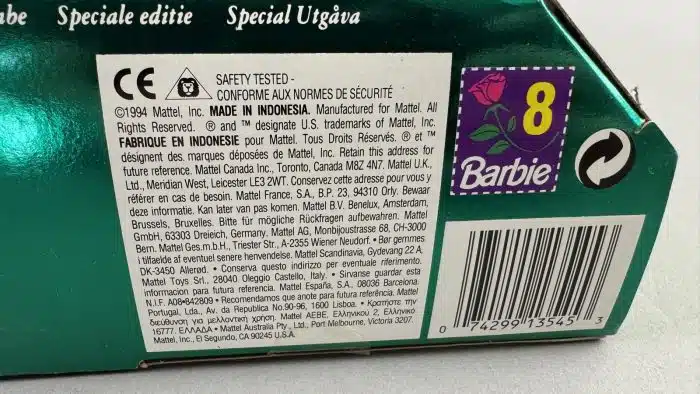 Speciale editie Special Utgåva
CE SAFETY TESTED -
CONFORME AUX NORMES DE SÉCURITÉ
©1994 Mattel, Inc. MADE IN INDONESIA. Manufactured for Mattel. All
Rights Reserved. ® and ™ designate U.S. trademarks of Mattel, Inc.
FABRIQUE EN INDONESIE pour Mattel. Tous Droits Réservés. ® et ™
désignent des marques déposées de Mattel, Inc. Retain this address for
future reference. Mattel Canada Inc., Toronto, Canada M8Z 4N7. Mattel U.K.,
Ltd., Meridian West, Leicester LE3 2WT. Conservez cette adresse pour vous y
référer en cas de besoin. Mattel France, S.A., B.P. 23, 94310 Orly. Bewaar
deze informatie. Kan later van pas komen. Mattel B.V. Benelux, Amsterdam,
Brussels, Bruxelles. Bitte für mögliche Rückfragen aufbewahren. Mattel
GmbH, 63303 Dreieich, Germany. Mattel AG, Monbijoustrasse 68, CH-3000
Bern. Mattel Ges.m.b.H., Triester Str., A-2355 Wiener Neudorf. • Bør gemmes
i tilfælde af eventuel senere henvendelse. Mattel Scandinavia, Gydevang 22 A,
DK-3450 Allerød. • Conserva questo indirizzo per eventuale riferimento.
Mattel Toys Srl., 28040 Oleggio Castello, Italy. • Sirvanse guardar esta
informacion para futura referencia. Mattel España, S.A., 08036 Barcelona.
N.I.F. A08-842809 • Recomendamos que anote para futura referência. Mattel
Portugal, Lda., Av. da Republica No.90-96, 1600 Lisboa. • Κρατηστε την
διευθυνση για μελλοντικη χρηση. Mattel AEBE, Ελληνικου 2, Ελληνικο
16777. ΕΛΛΑΔΑ • Mattel Australia Pty., Ltd., Port Melbourne, Victoria 3207.
Mattel, Inc., El Segundo, CA 90245 U.S.A.
8
Barbie
0 74299 13545 3